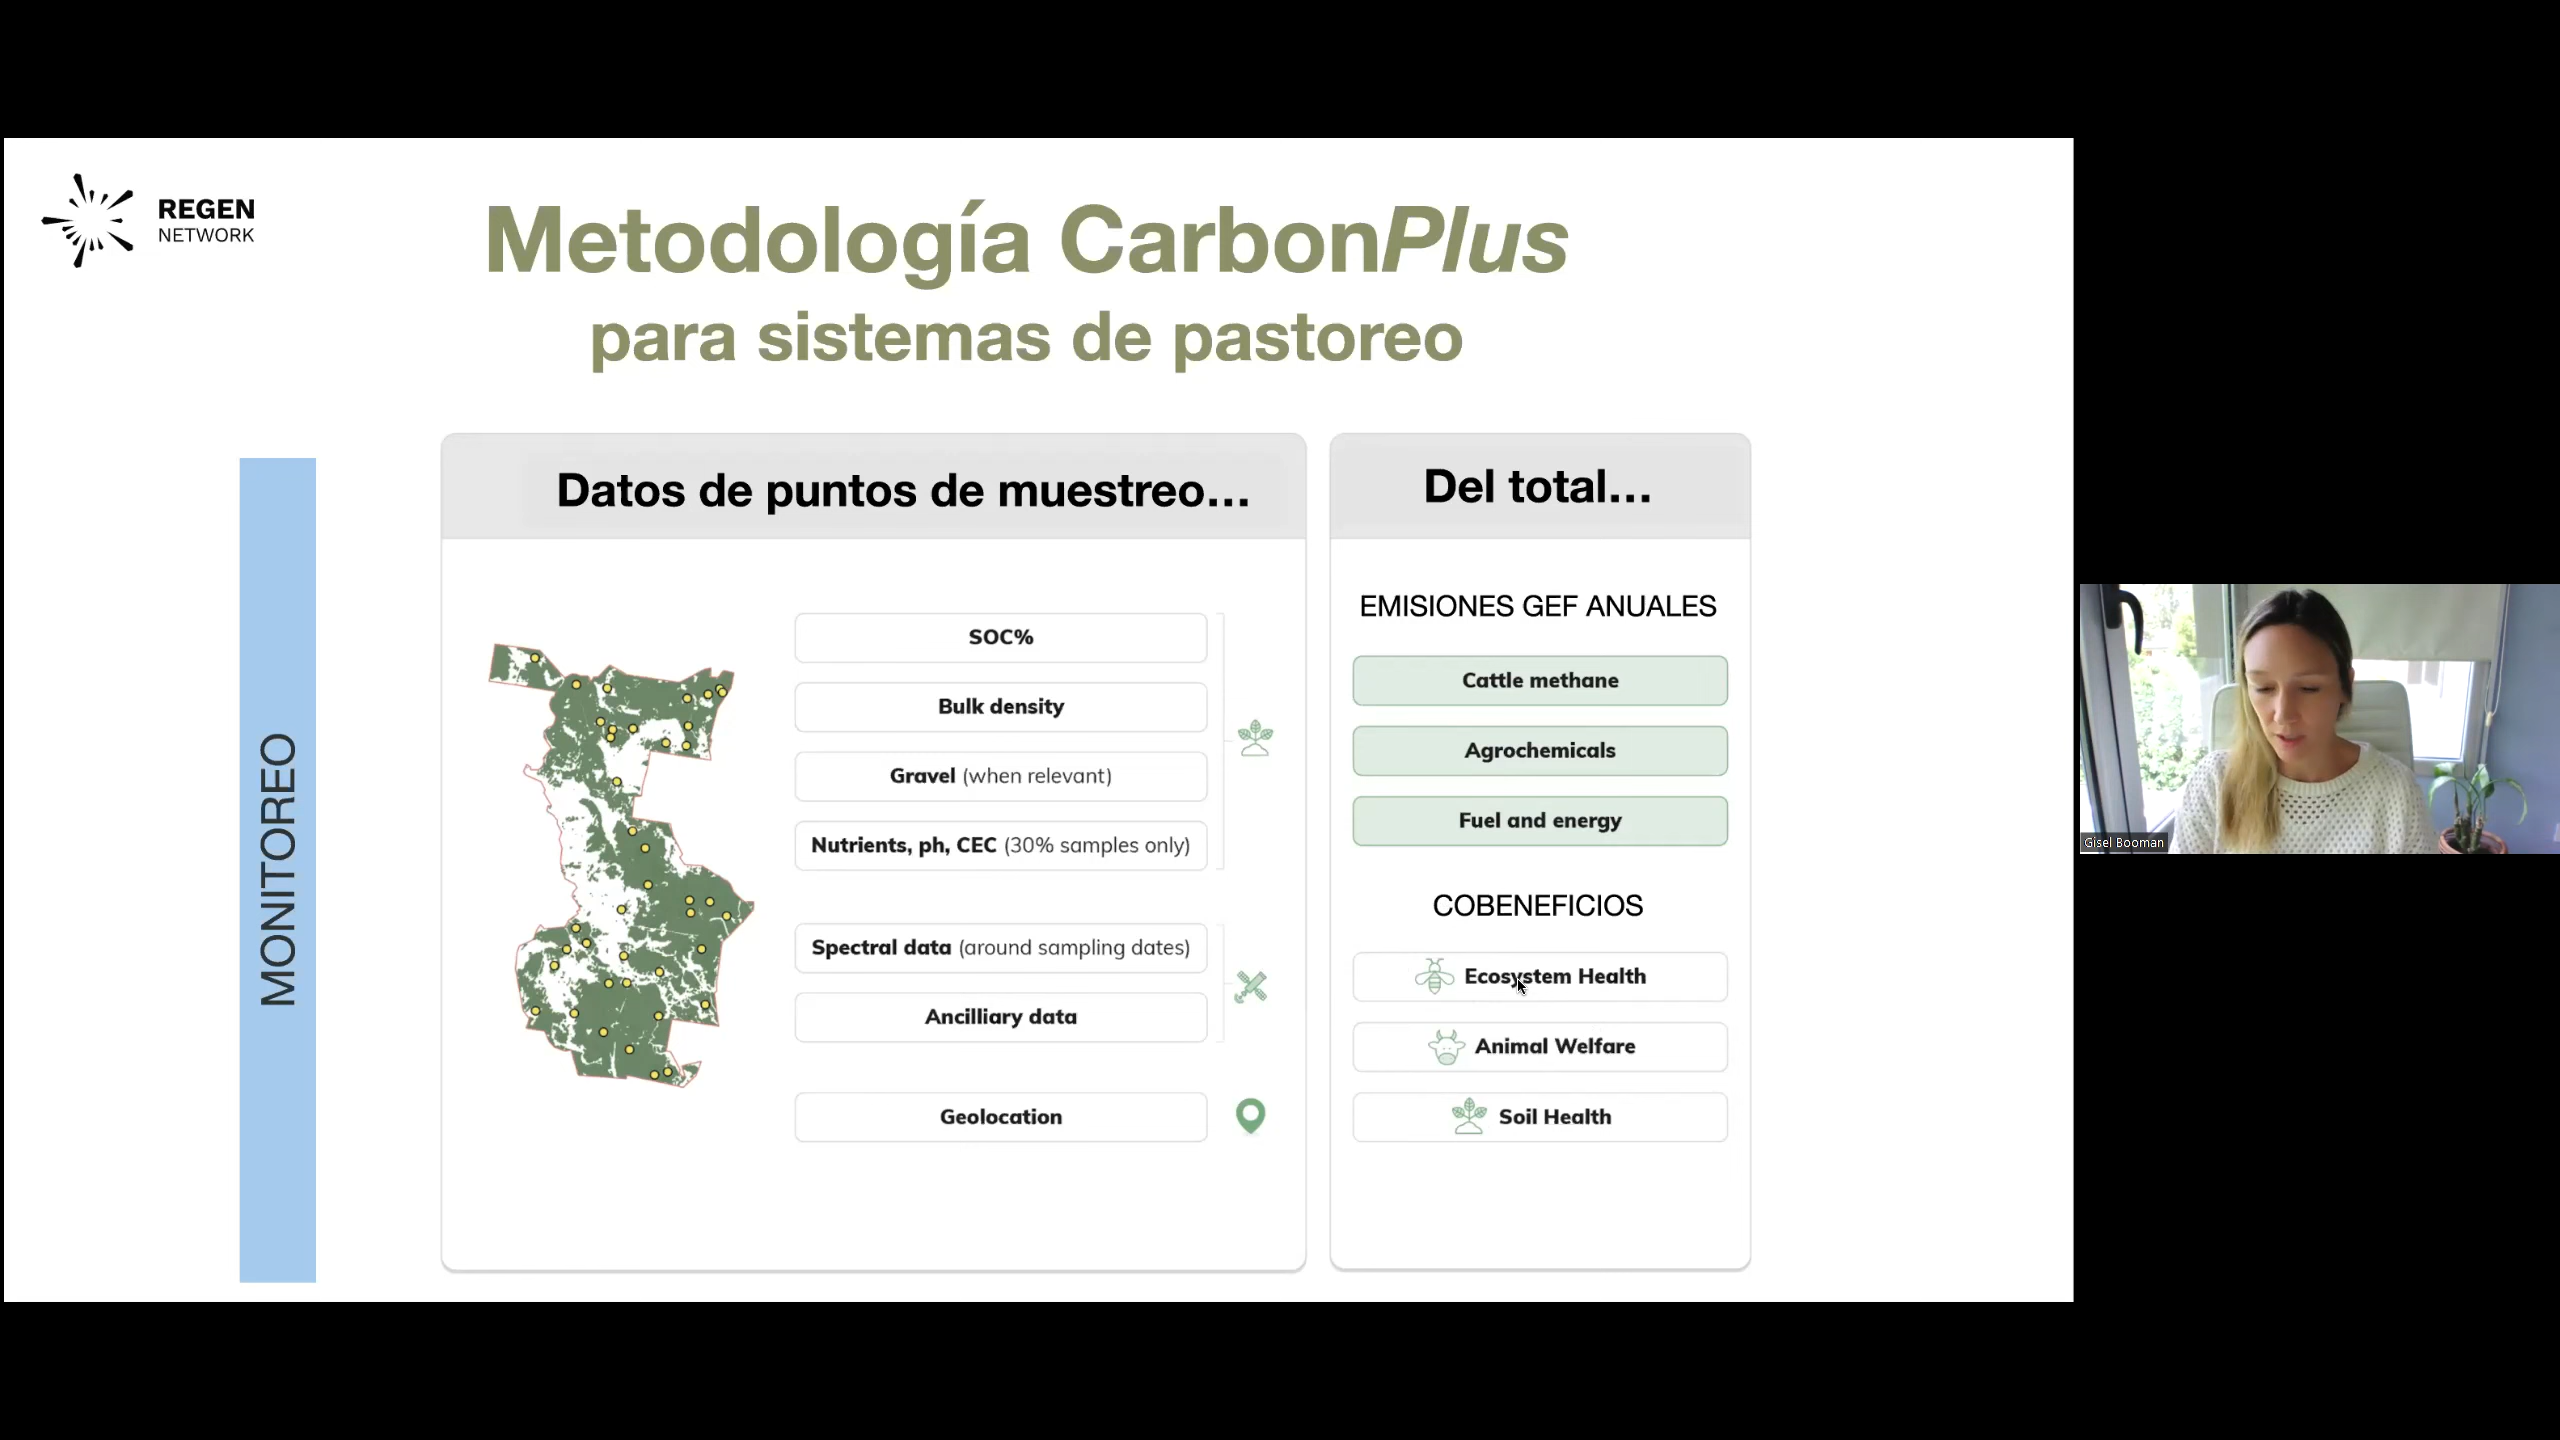 REGEN
NETWORK
Metodología CarbonPlus
para sistemas de pastoreo
MONITOREO
Datos de puntos de muestreo...
SOC%
Bulk density
Gravel (when relevant)
Nutrients, ph, CEC (30% samples only)
Spectral data (around sampling dates)
Ancilliary data
Geolocation
Del total...
EMISIONES GEF ANUALES
Cattle methane
Agrochemicals
Fuel and energy
COBENEFICIOS
Ecosystem Health
Animal Welfare
Soil Health
Gisel Booman